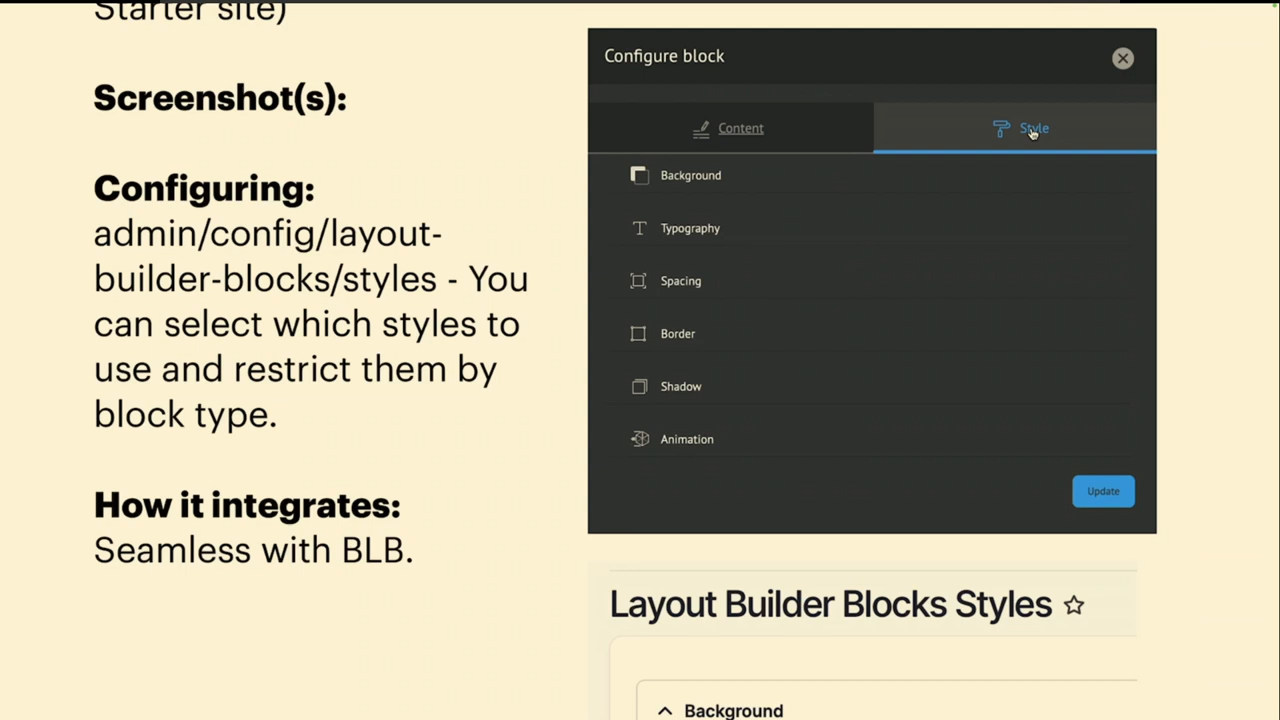 Starter site)
Screenshot(s):
Configuring:
admin/config/layout-
builder-blocks/styles - You
can select which styles to
use and restrict them by
block type.
How it integrates:
Seamless with BLB.
Configure block
Content
Style
Background
Typography
Spacing
Border
Shadow
Animation
Update
Layout Builder Blocks Styles
Background